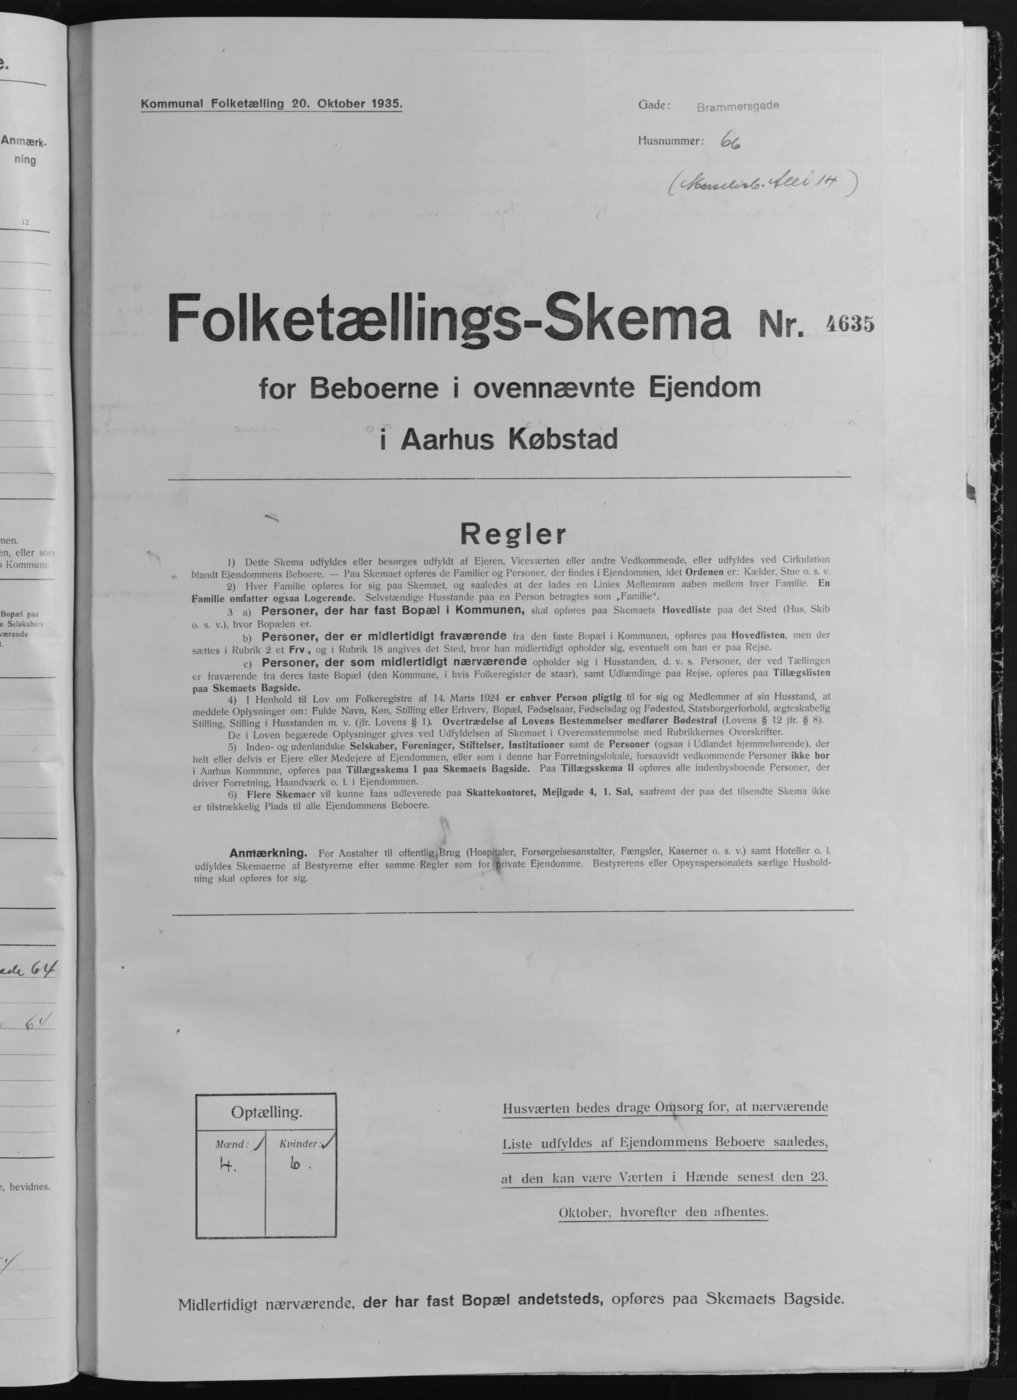 e.
Anmærk-
ning
12
nen.
en, eller som
s Kommune.
Bopæl paa
e Selskabers
værende
t.
ade 64
64
e, bevidnes.
Kommunal Folketælling 20. Oktober 1935.
Gade: Brammersgade
Husnummer: 66
(Marselisb. Alle 14)
Folketællings-Skema Nr. 4635
for Beboerne i ovennævnte Ejendom
i Aarhus Købstad
Regler
1) Dette Skema udfyldes eller besørges udfyldt af Ejeren, Viceværten eller andre Vedkommende, eller udfyldes ved Cirkulation
blandt Ejendommens Beboere. — Paa Skemaet opføres de Familier og Personer, der findes i Ejendommen, idet Ordenen er: Kælder, Stue o. s. v.
2) Hver Familie opføres for sig paa Skemaet, og saaledes at der lades en Linies Mellemrum aaben mellem hver Familie. En
Familie omfatter ogsaa Logerende. Selvstændige Husstande paa en Person betragtes som „Familie“.
3 a) Personer, der har fast Bopæl i Kommunen, skal opføres paa Skemaets Hovedliste paa det Sted (Hus, Skib
o. s. v.), hvor Bopælen er.
b) Personer, der er midlertidigt fraværende fra den faste Bopæl i Kommunen, opføres paa Hovedlisten, men der
sættes i Rubrik 2 et Frv., og i Rubrik 18 angives det Sted, hvor han midlertidigt opholder sig, eventuelt om han er paa Rejse.
c) Personer, der som midlertidigt nærværende opholder sig i Husstanden, d. v. s. Personer, der ved Tællingen
er fraværende fra deres faste Bopæl (den Kommune, i hvis Folkeregister de staar), samt Udlændinge paa Rejse, opføres paa Tillægslisten
paa Skemaets Bagside.
4) I Henhold til Lov om Folkeregistre af 14. Marts 1924 er enhver Person pligtig til for sig og Medlemmer af sin Husstand, at
meddele Oplysninger om: Fulde Navn, Køn, Stilling eller Erhverv, Bopæl, Fødselsaar, Fødselsdag og Fødested, Statsborgerforhold, ægteskabelig
Stilling, Stilling i Husstanden m. v. (jfr. Lovens § 1). Overtrædelse af Lovens Bestemmelser medfører Bødestraf (Lovens § 12 jfr. § 8).
De i Loven begærede Oplysninger gives ved Udfyldelsen af Skemaet i Overensstemmelse med Rubrikkernes Overskrifter.
5) Inden- og udenlandske Selskaber, Foreninger, Stiftelser, Institutioner samt de Personer (ogsaa i Udlandet hjemmehørende), der
helt eller delvis er Ejere eller Medejere af Ejendommen, eller som i denne har Forretningslokale, forsaavidt vedkommende Personer ikke bor
i Aarhus Kommune, opføres paa Tillægsskema I paa Skemaets Bagside. Paa Tillægsskema II opføres alle indenbysboende Personer, der
driver Forretning, Haandværk o. l. i Ejendommen.
6) Flere Skemaer vil kunne faas udleverede paa Skattekontoret, Mejlgade 4, 1. Sal, saafremt der paa det tilsendte Skema ikke
er tilstrækkelig Plads til alle Ejendommens Beboere.
Anmærkning. For Anstalter til offentlig Brug (Hospitaler, Forsørgelsesanstalter, Fængsler, Kaserner o. s. v.) samt Hoteller o. l.
udfyldes Skemaerne af Bestyrerne efter samme Regler som for private Ejendomme. Bestyrerens eller Opsynspersonalets særlige Hushold-
ning skal opføres for sig.
Optælling.
Mænd: Kvinder:
4. 6.
Husværten bedes drage Omsorg for, at nærværende
Liste udfyldes af Ejendommens Beboere saaledes,
at den kan være Værten i Hænde senest den 23.
Oktober, hvorefter den afhentes.
Midlertidigt nærværende, der har fast Bopæl andetsteds, opføres paa Skemaets Bagside.